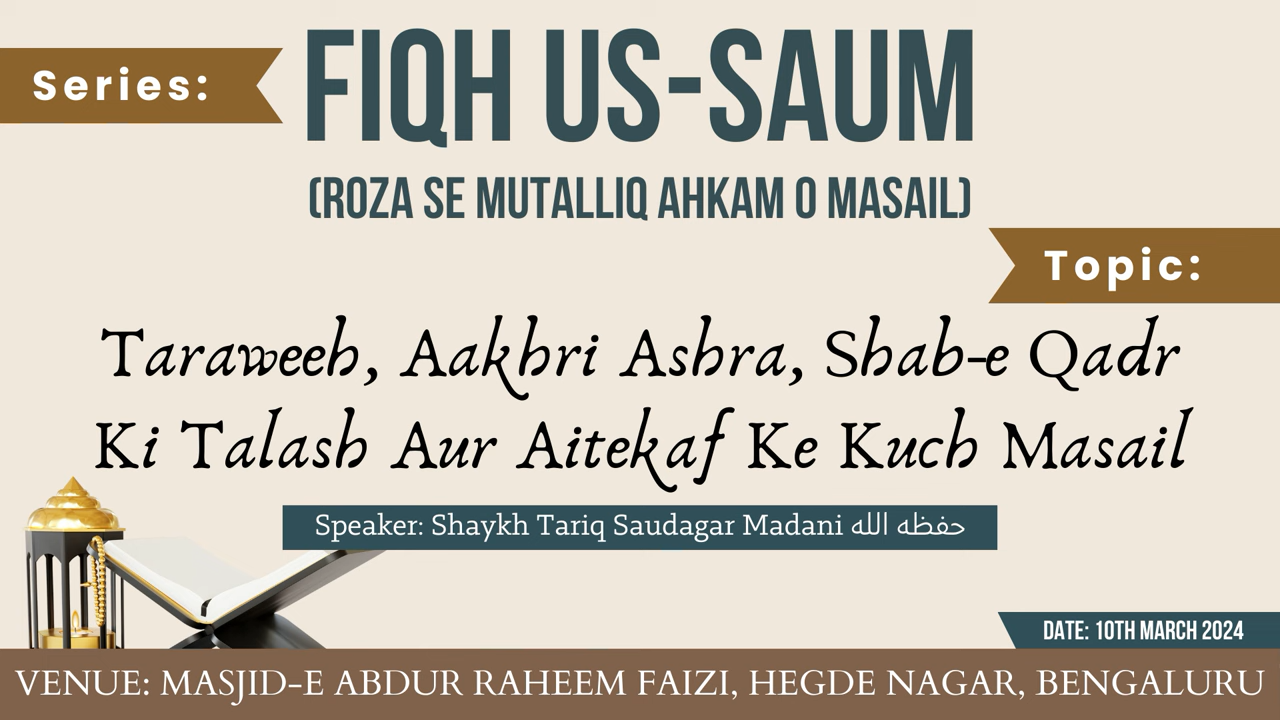 Series:
FIQH US-SAUM
(ROZA SE MUTALLIQ AHKAM O MASAIL)
Topic:
Taraweeh, Aakhri Ashra, Shab-e Qadr
Ki Talash Aur Aitekaf Ke Kuch Masail
Speaker: Shaykh Tariq Saudagar Madani حفظه الله
DATE: 10TH MARCH 2024
VENUE: MASJID-E ABDUR RAHEEM FAIZI, HEGDE NAGAR, BENGALURU